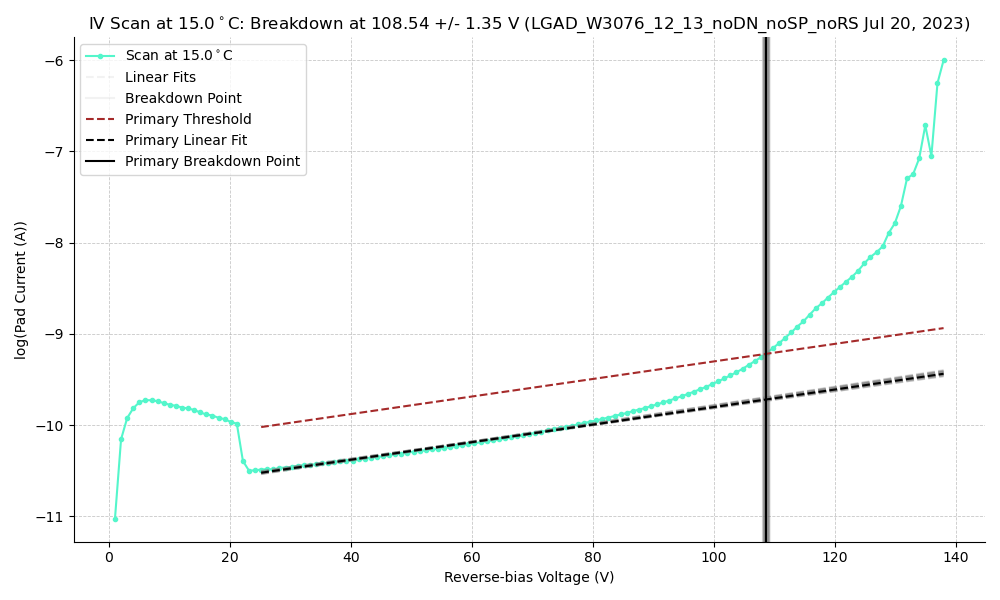 IV Scan at 15.0°C: Breakdown at 108.54 +/- 1.35 V (LGAD_W3076_12_13_noDN_noSP_noRS Jul 20, 2023)
Scan at 15.0°C
Linear Fits
Breakdown Point
Primary Threshold
Primary Linear Fit
Primary Breakdown Point
log(Pad Current (A))
−6
−7
−8
−9
−10
−11
0 20 40 60 80 100 120 140
Reverse-bias Voltage (V)